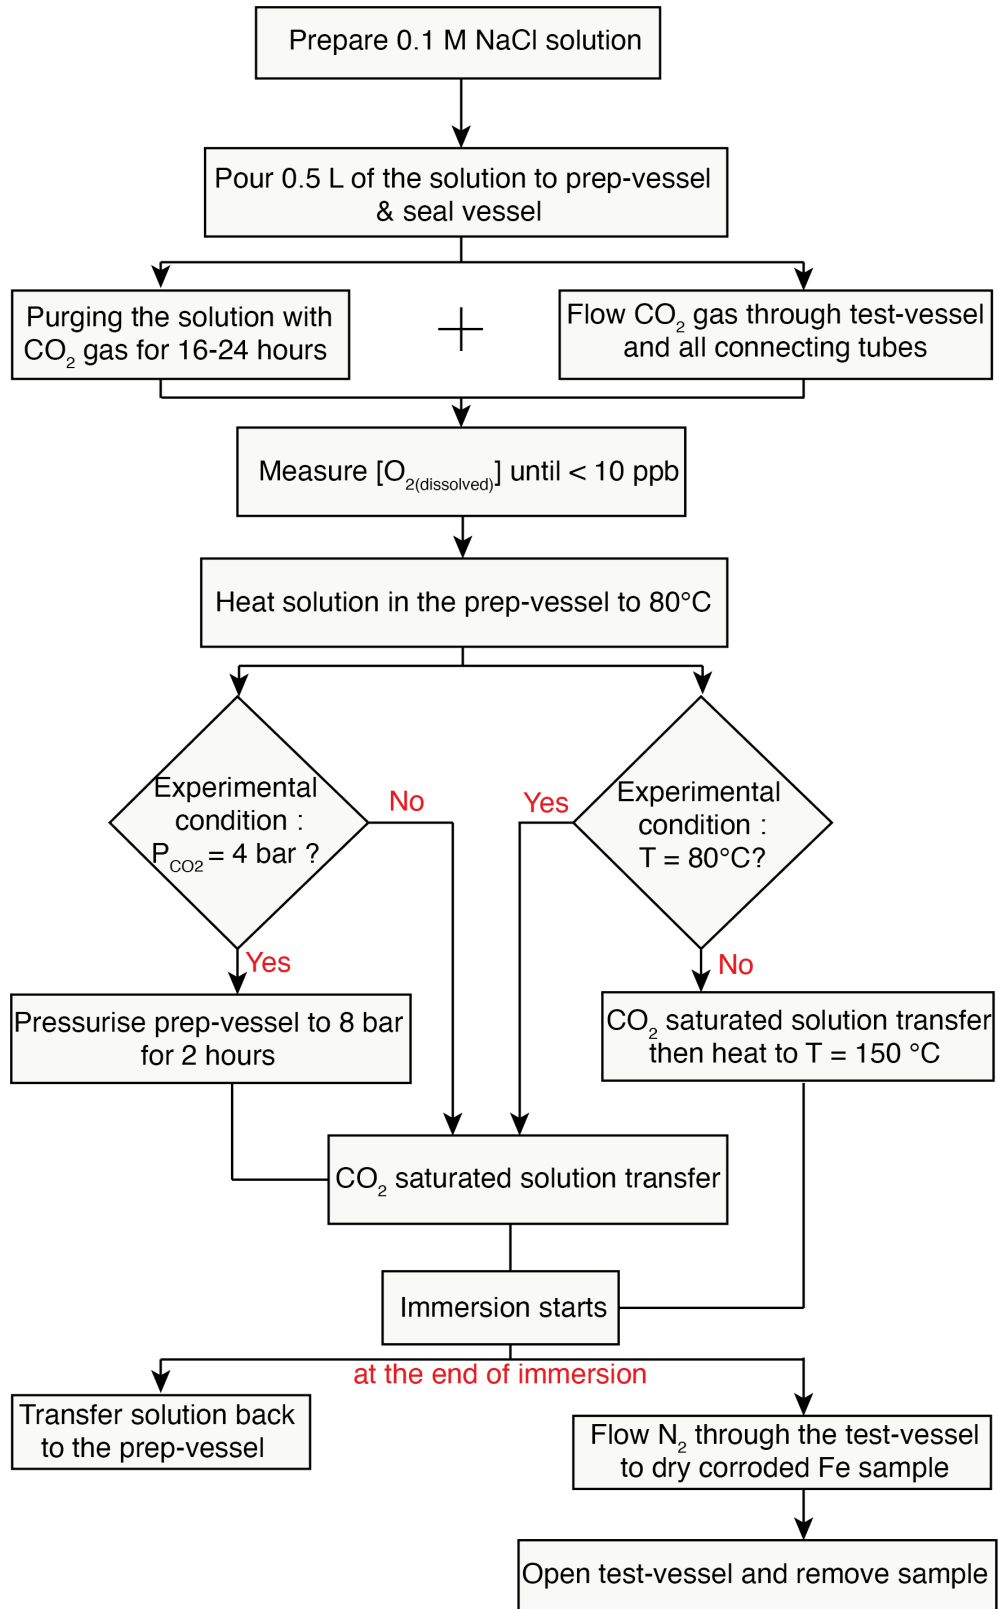 Prepare 0.1 M NaCl solution
Pour 0.5 L of the solution to prep-vessel
& seal vessel
Purging the solution with
CO₂ gas for 16-24 hours
+
Flow CO₂ gas through test-vessel
and all connecting tubes
Measure [O₂(dissolved)] until < 10 ppb
Heat solution in the prep-vessel to 80°C
Experimental
condition :
P_CO2 = 4 bar ?
No
Yes
Experimental
condition :
T = 80°C?
Yes
No
Pressurise prep-vessel to 8 bar
for 2 hours
CO₂ saturated solution transfer
then heat to T = 150 °C
CO₂ saturated solution transfer
Immersion starts
at the end of immersion
Transfer solution back
to the prep-vessel
Flow N₂ through the test-vessel
to dry corroded Fe sample
Open test-vessel and remove sample